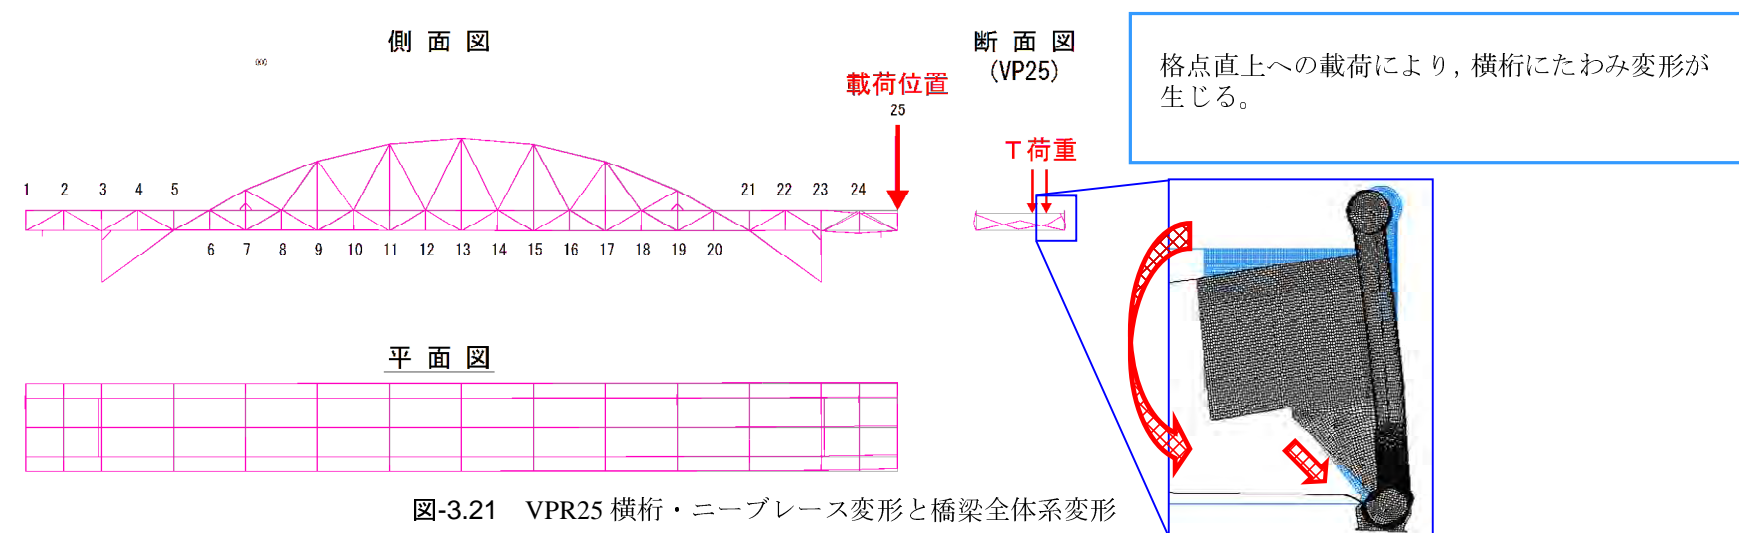 側 面 図
載荷位置
25
1 2 3 4 5 21 22 23 24
6 7 8 9 10 11 12 13 14 15 16 17 18 19 20
平 面 図
断 面 図
(VP25)
T荷重
格点直上への載荷により, 横桁にたわみ変形が
生じる。
図-3.21 VPR25 横桁・ニーブレース変形と橋梁全体系変形